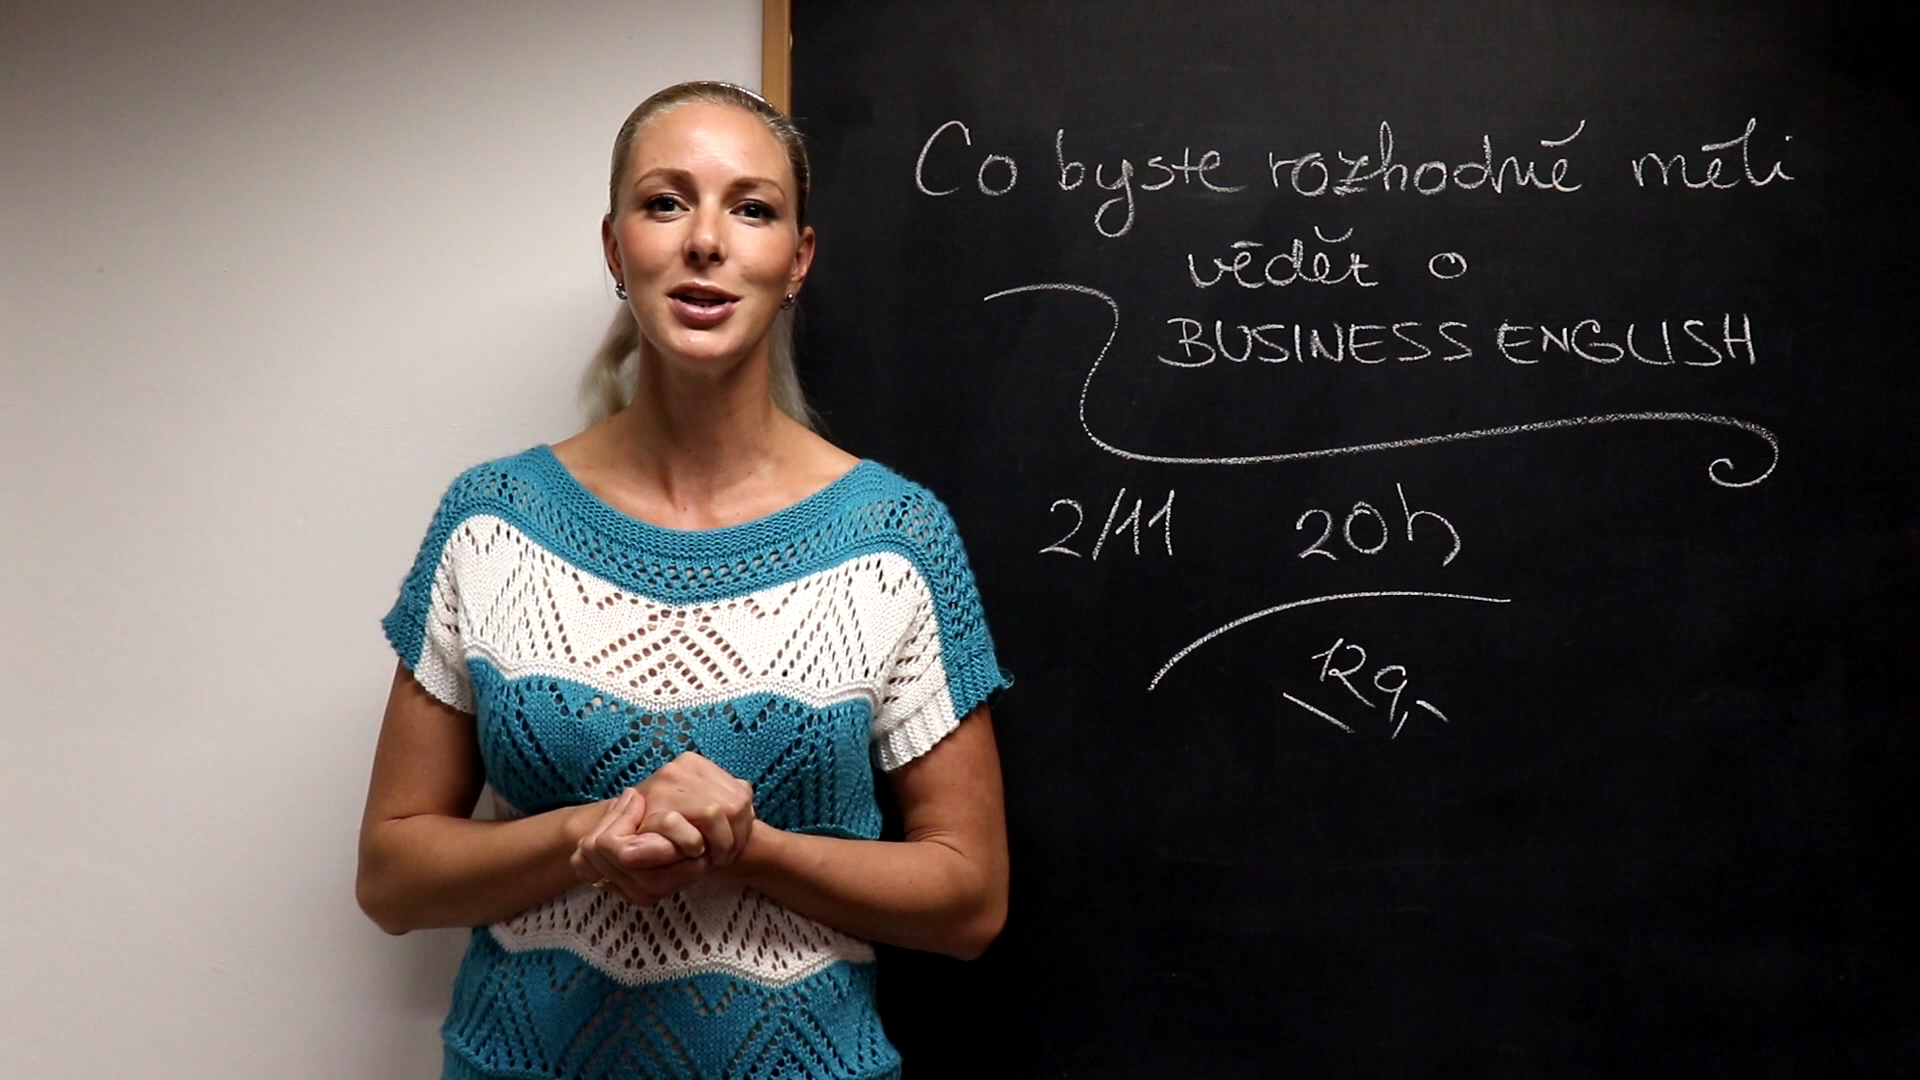 Co byste rozhodně měli
vědět o
BUSINESS ENGLISH
2/11 20h
129,-